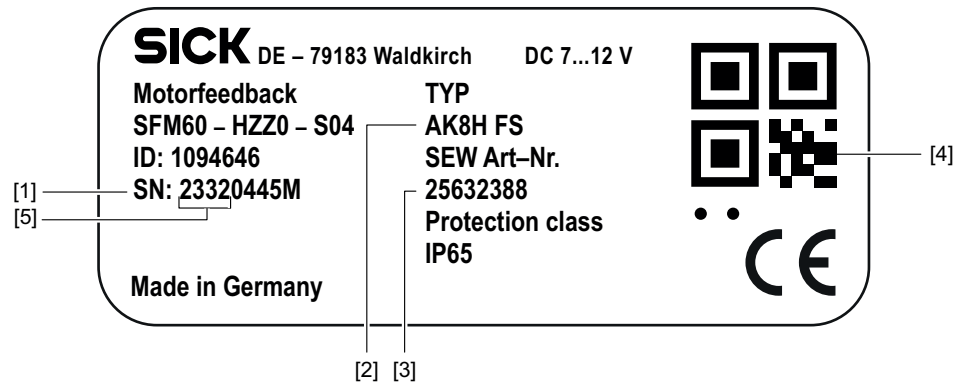 SICK DE – 79183 Waldkirch DC 7...12 V
Motorfeedback
SFM60 – HZZ0 – S04
ID: 1094646
SN: 23320445M
Made in Germany
TYP
AK8H FS
SEW Art–Nr.
25632388
Protection class
IP65
CE
[1]
[5]
[2]
[3]
[4]